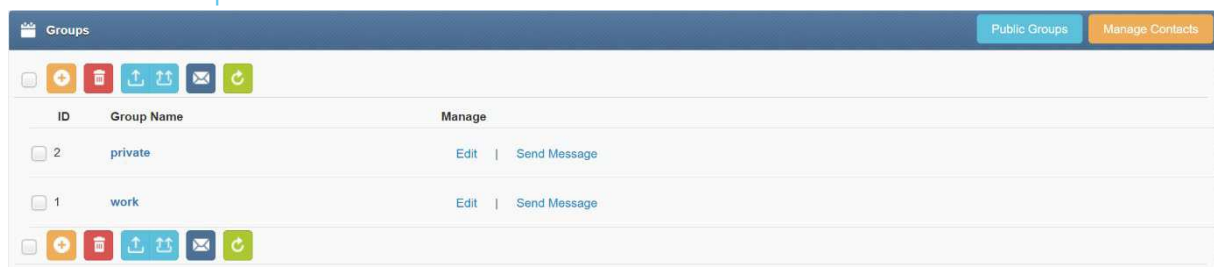 Groups Public Groups Manage Contacts
ID Group Name Manage
2 private Edit | Send Message
1 work Edit | Send Message